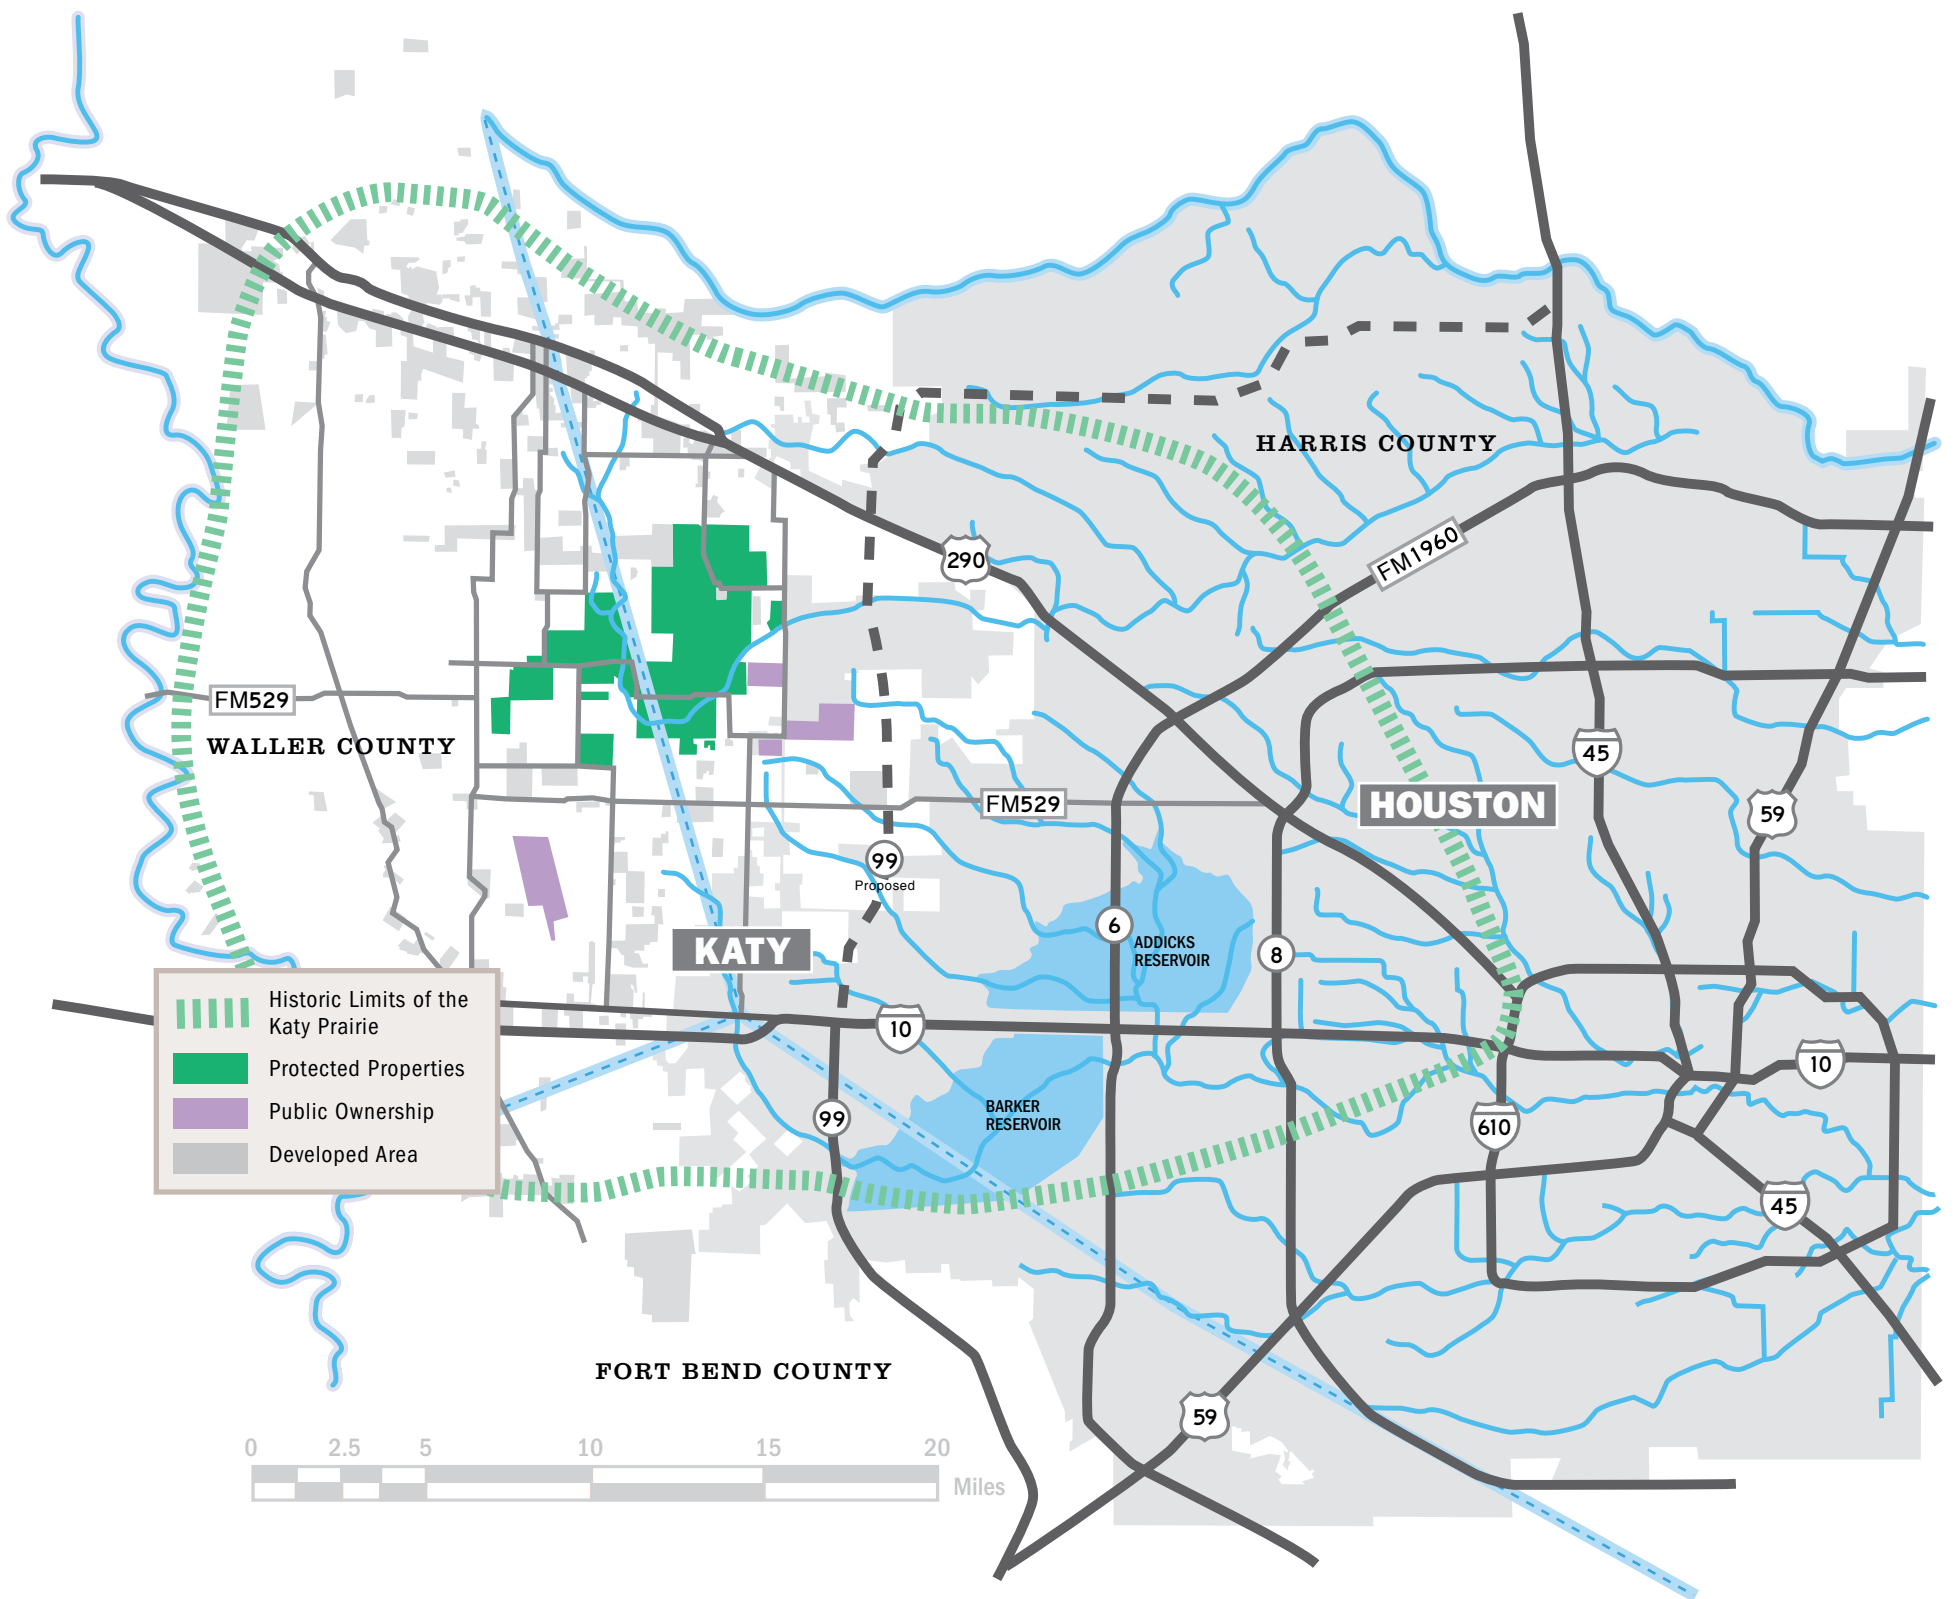 HARRIS COUNTY
290
FM1960
FM529
WALLER COUNTY
45
HOUSTON
FM529
59
99
Proposed
6
ADDICKS
RESERVOIR
8
KATY
Historic Limits of the
Katy Prairie
Protected Properties
Public Ownership
Developed Area
10
10
BARKER
RESERVOIR
99
610
45
FORT BEND COUNTY
59
0 2.5 5 10 15 20
Miles